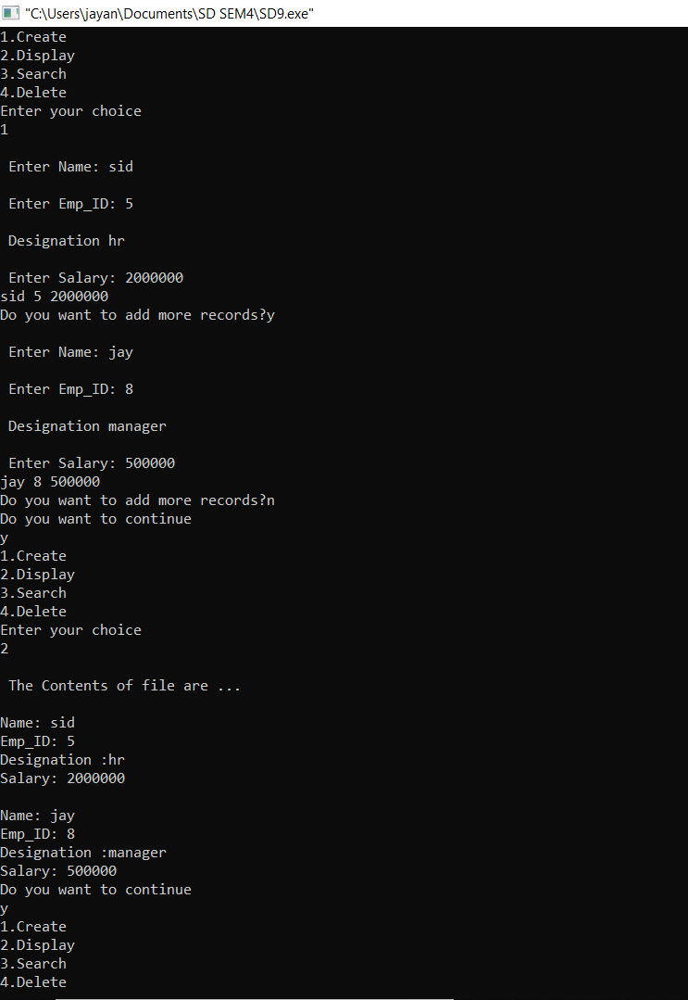 "C:\Users\jayan\Documents\SD SEM4\SD9.exe"
1.Create
2.Display
3.Search
4.Delete
Enter your choice
1
Enter Name: sid
Enter Emp_ID: 5
Designation hr
Enter Salary: 2000000
sid 5 2000000
Do you want to add more records?y
Enter Name: jay
Enter Emp_ID: 8
Designation manager
Enter Salary: 500000
jay 8 500000
Do you want to add more records?n
Do you want to continue
y
1.Create
2.Display
3.Search
4.Delete
Enter your choice
2
The Contents of file are ...
Name: sid
Emp_ID: 5
Designation :hr
Salary: 2000000
Name: jay
Emp_ID: 8
Designation :manager
Salary: 500000
Do you want to continue
y
1.Create
2.Display
3.Search
4.Delete